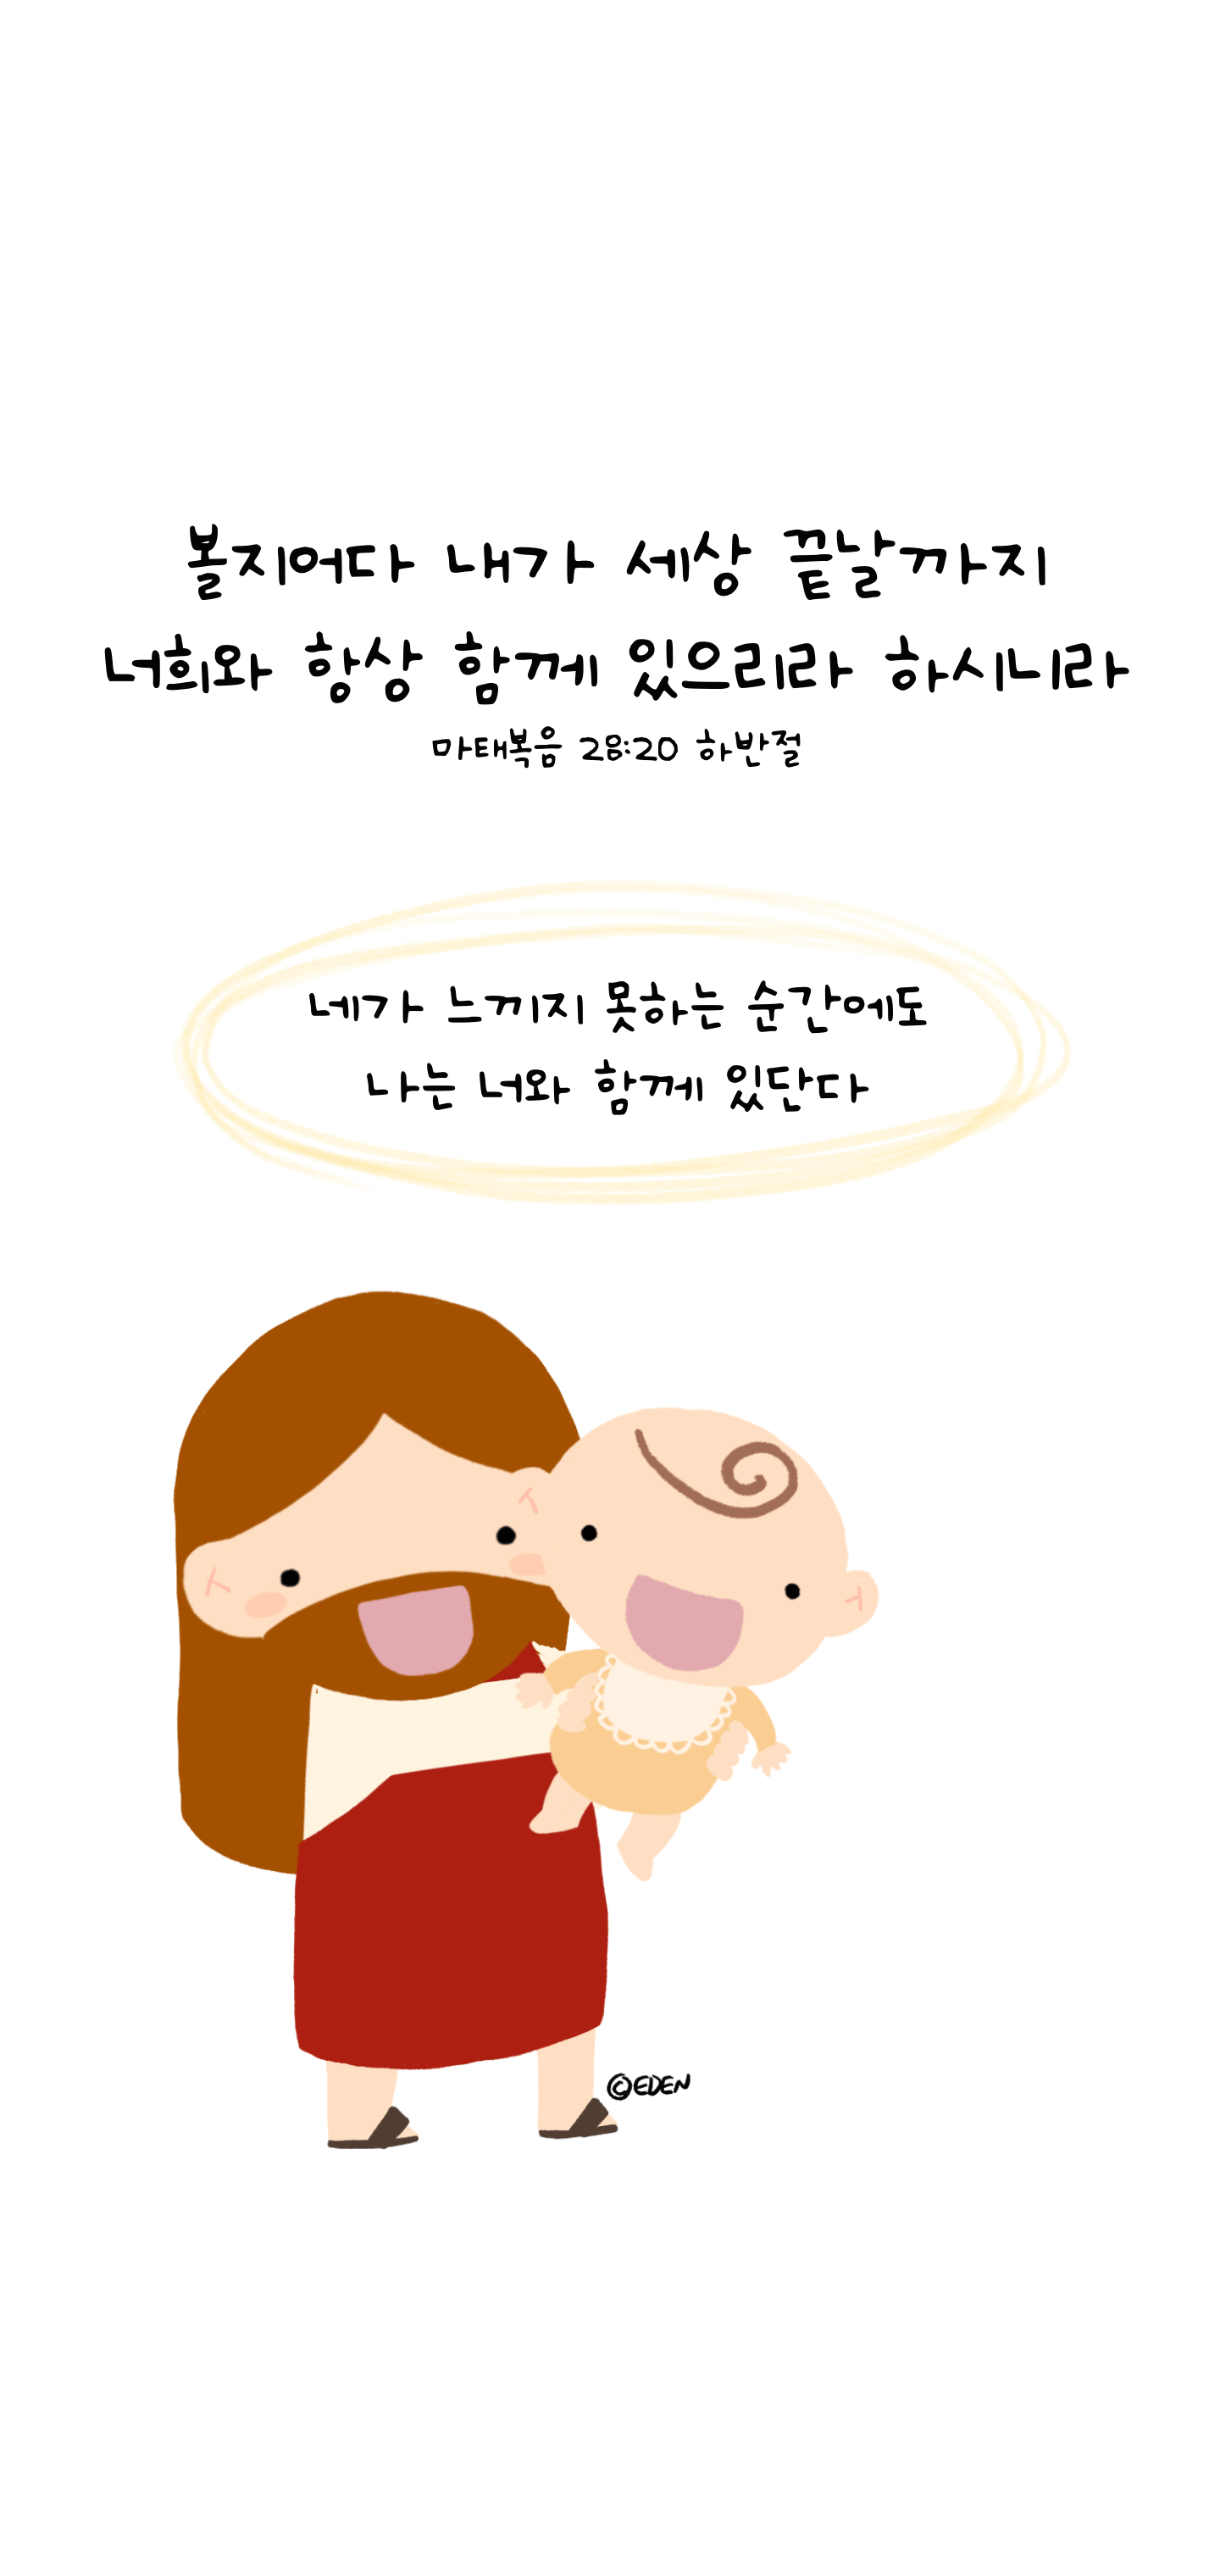 볼지어다 내가 세상 끝날까지
너희와 항상 함께 있으리라 하시니라
마태복음 28:20 하반절
네가 느끼지 못하는 순간에도
나는 너와 함께 있단다
©EDEN